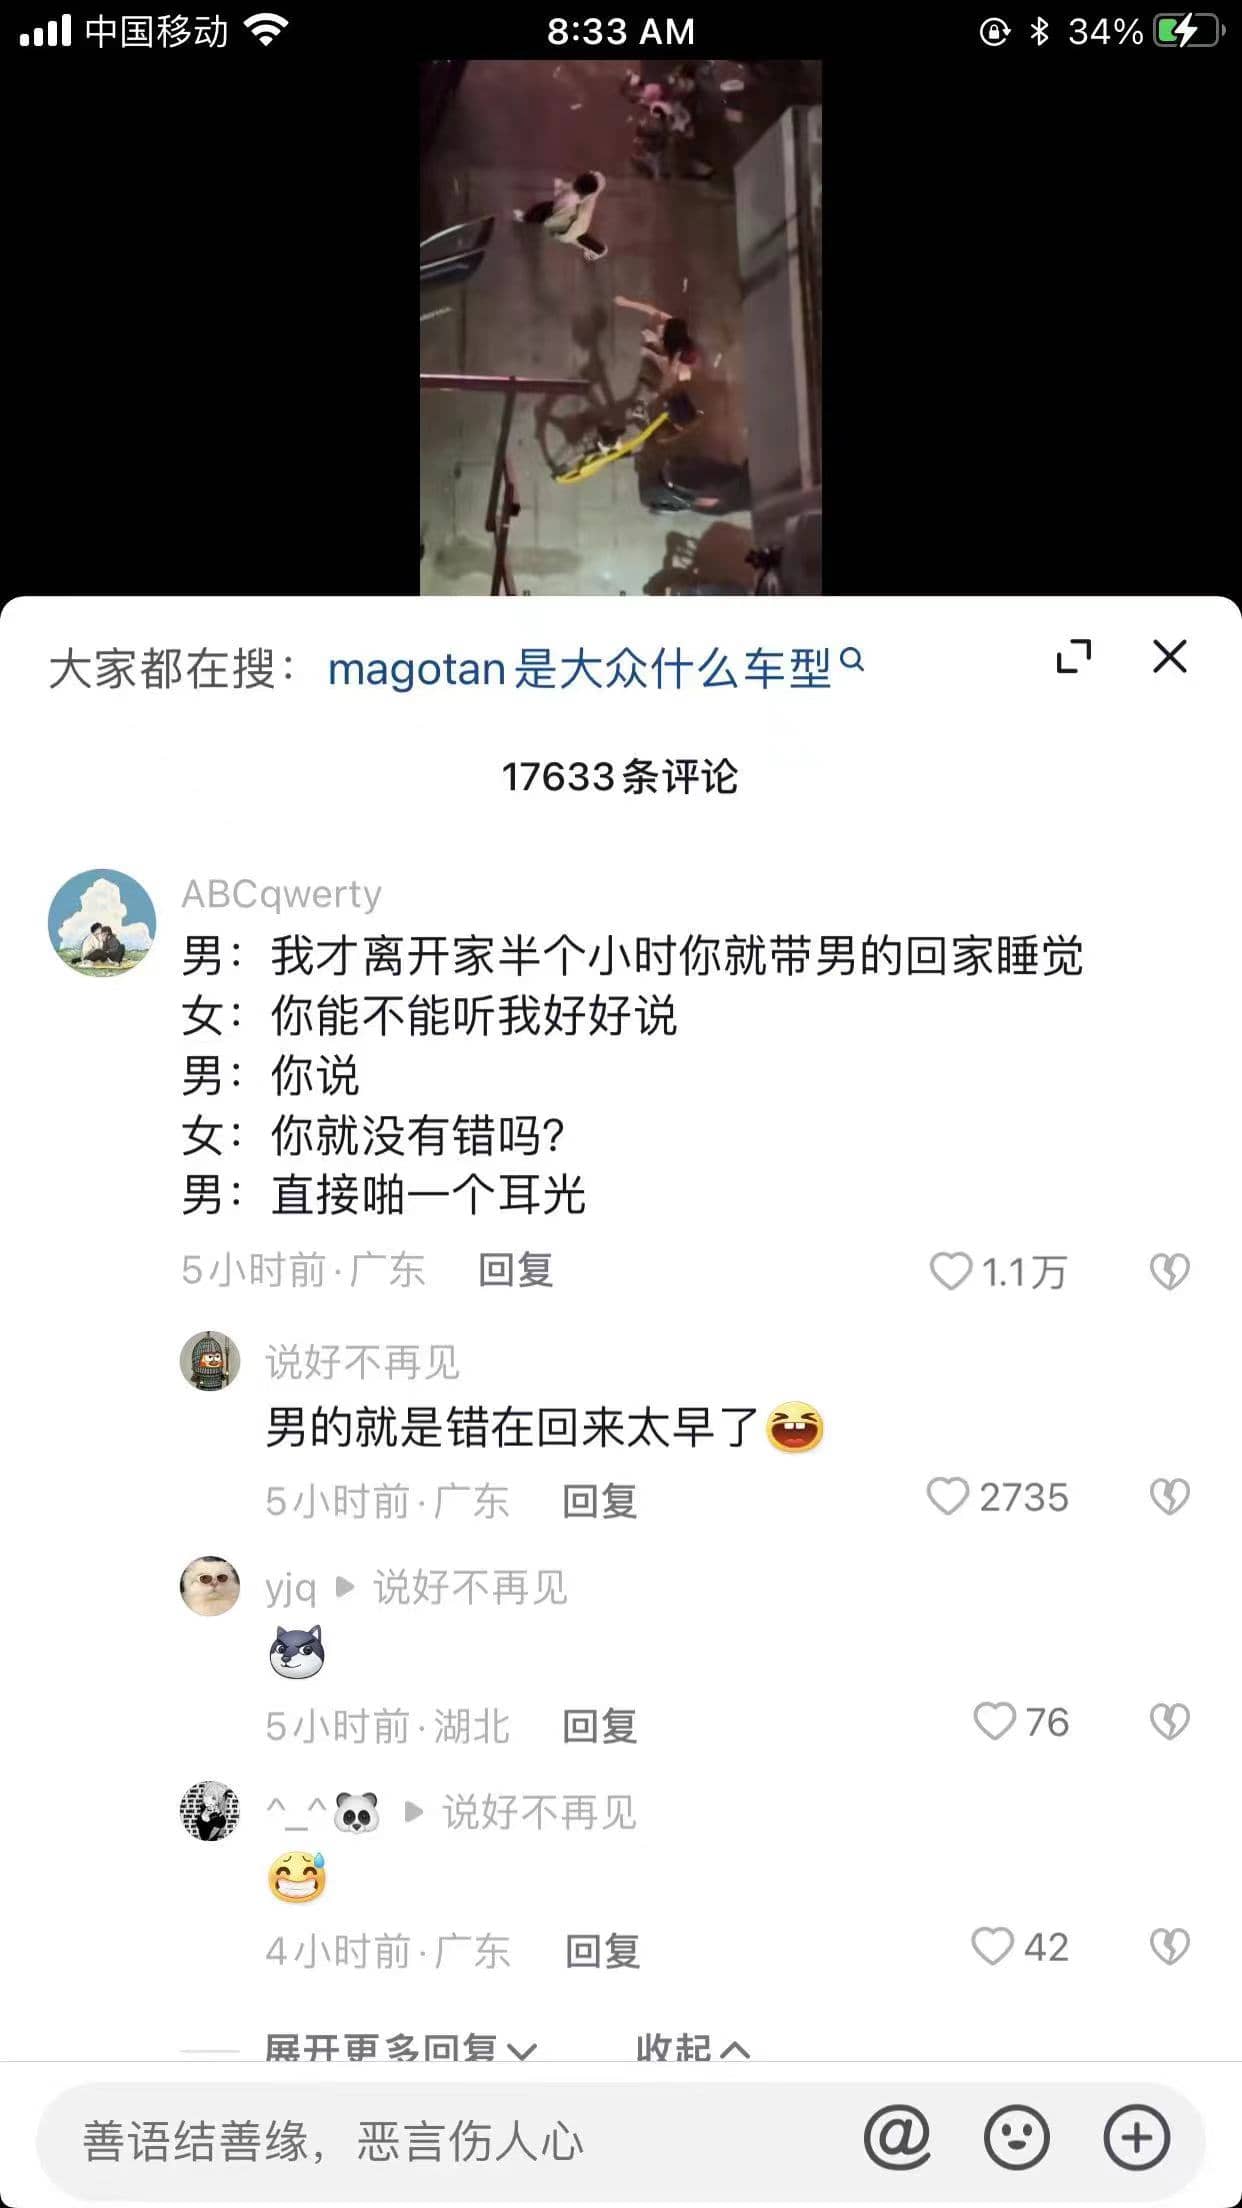 中国移动 8:33 AM 34%
大家都在搜： magotan是大众什么车型
17633条评论
ABCqwerty
男：我才离开家半个小时你就带男的回家睡觉
女：你能不能听我好好说
男：你说
女：你就没有错吗?
男：直接啪一个耳光
5小时前·广东 回复 1.1万
说好不再见
男的就是错在回来太早了😆
5小时前·广东 回复 2735
yjq ▶ 说好不再见
5小时前·湖北 回复 76
^_^🐼 ▶ 说好不再见
😅
4小时前·广东 回复 42
展开更多回复 收起
善语结善缘，恶言伤人心 @